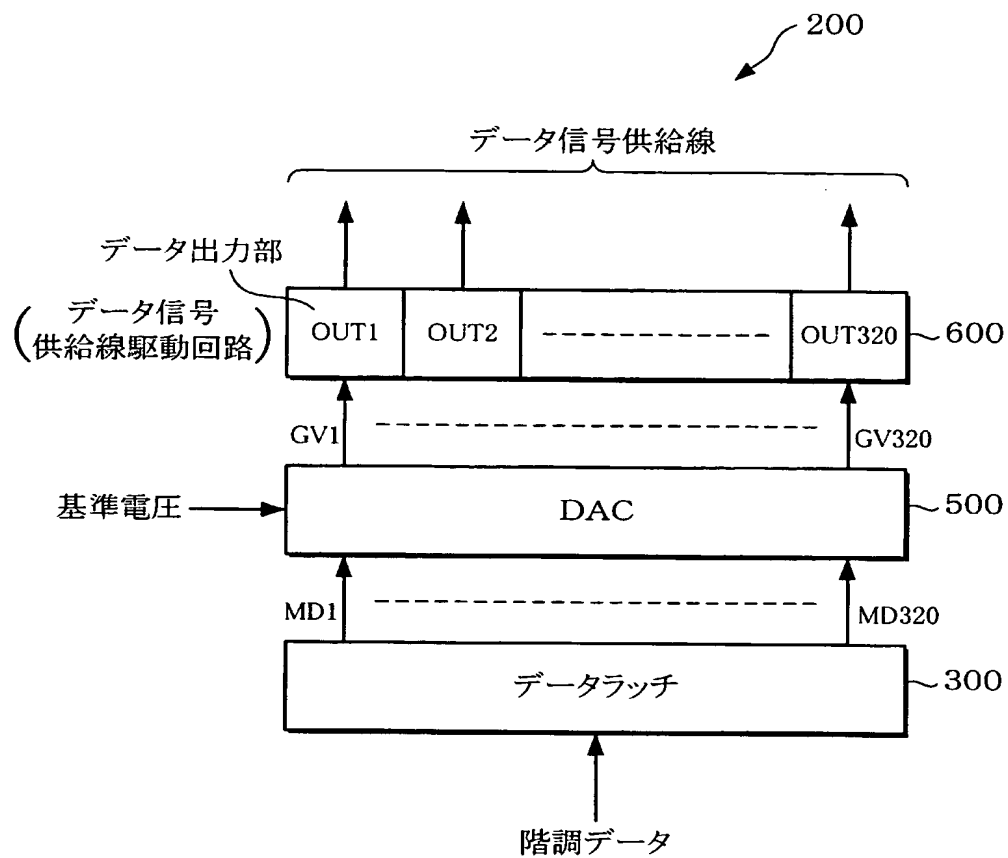 200
データ信号供給線
データ出力部
(データ信号
供給線駆動回路)
OUT1
OUT2
OUT320
600
GV1
GV320
基準電圧
DAC
500
MD1
MD320
データラッチ
300
階調データ